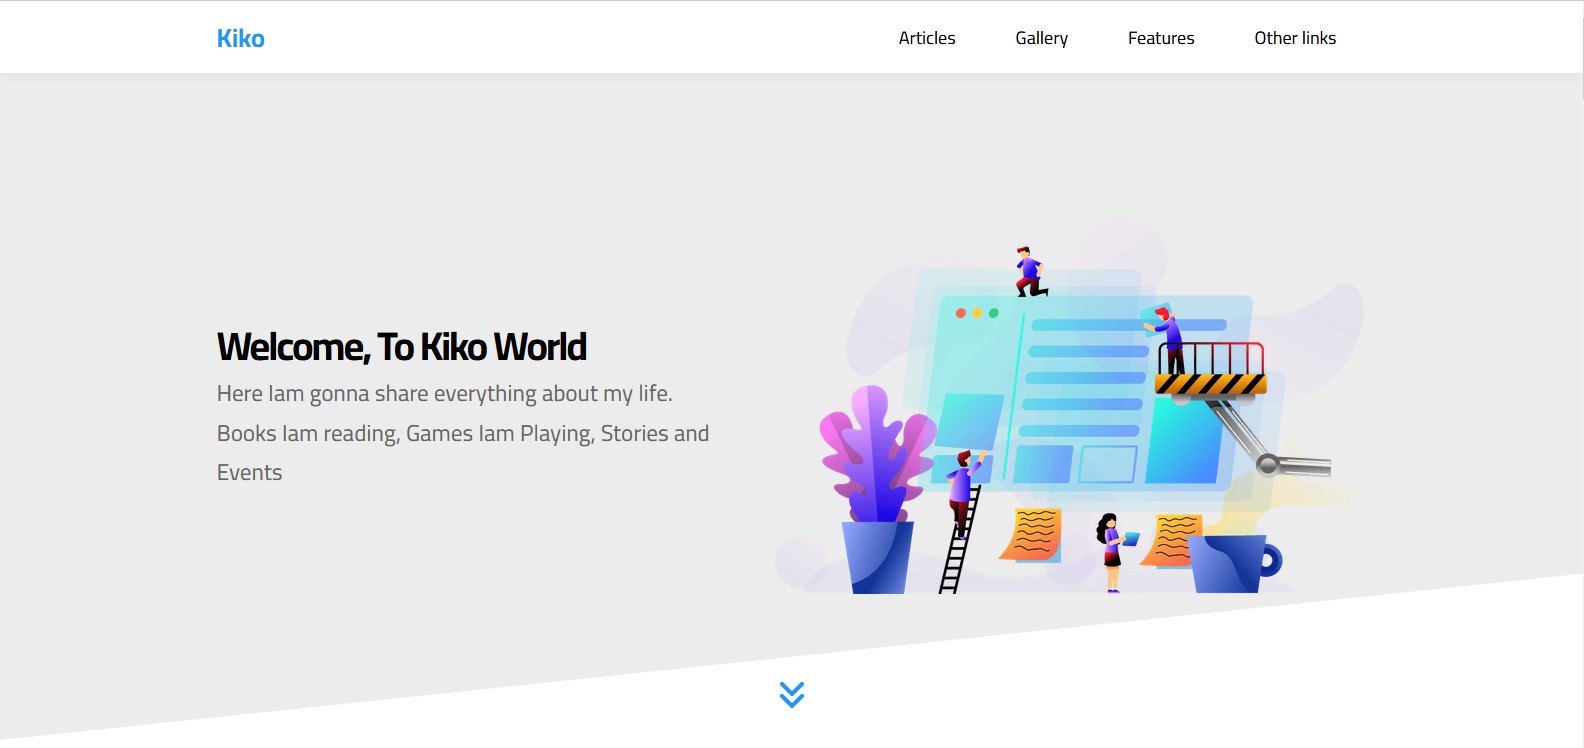 Kiko
Articles
Gallery
Features
Other links
Welcome, To Kiko World
Here Iam gonna share everything about my life.
Books Iam reading, Games Iam Playing, Stories and
Events